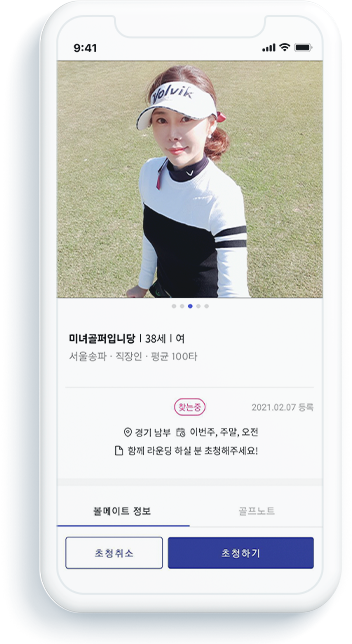 9:41
Volvik
미녀골퍼입니당 | 38세 | 여
서울송파 · 직장인 · 평균 100타
찾는중 2021.02.07 등록
경기 남부 이번주, 주말, 오전
함께 라운딩 하실 분 초청해주세요!
볼메이트 정보 골프노트
초청취소 초청하기